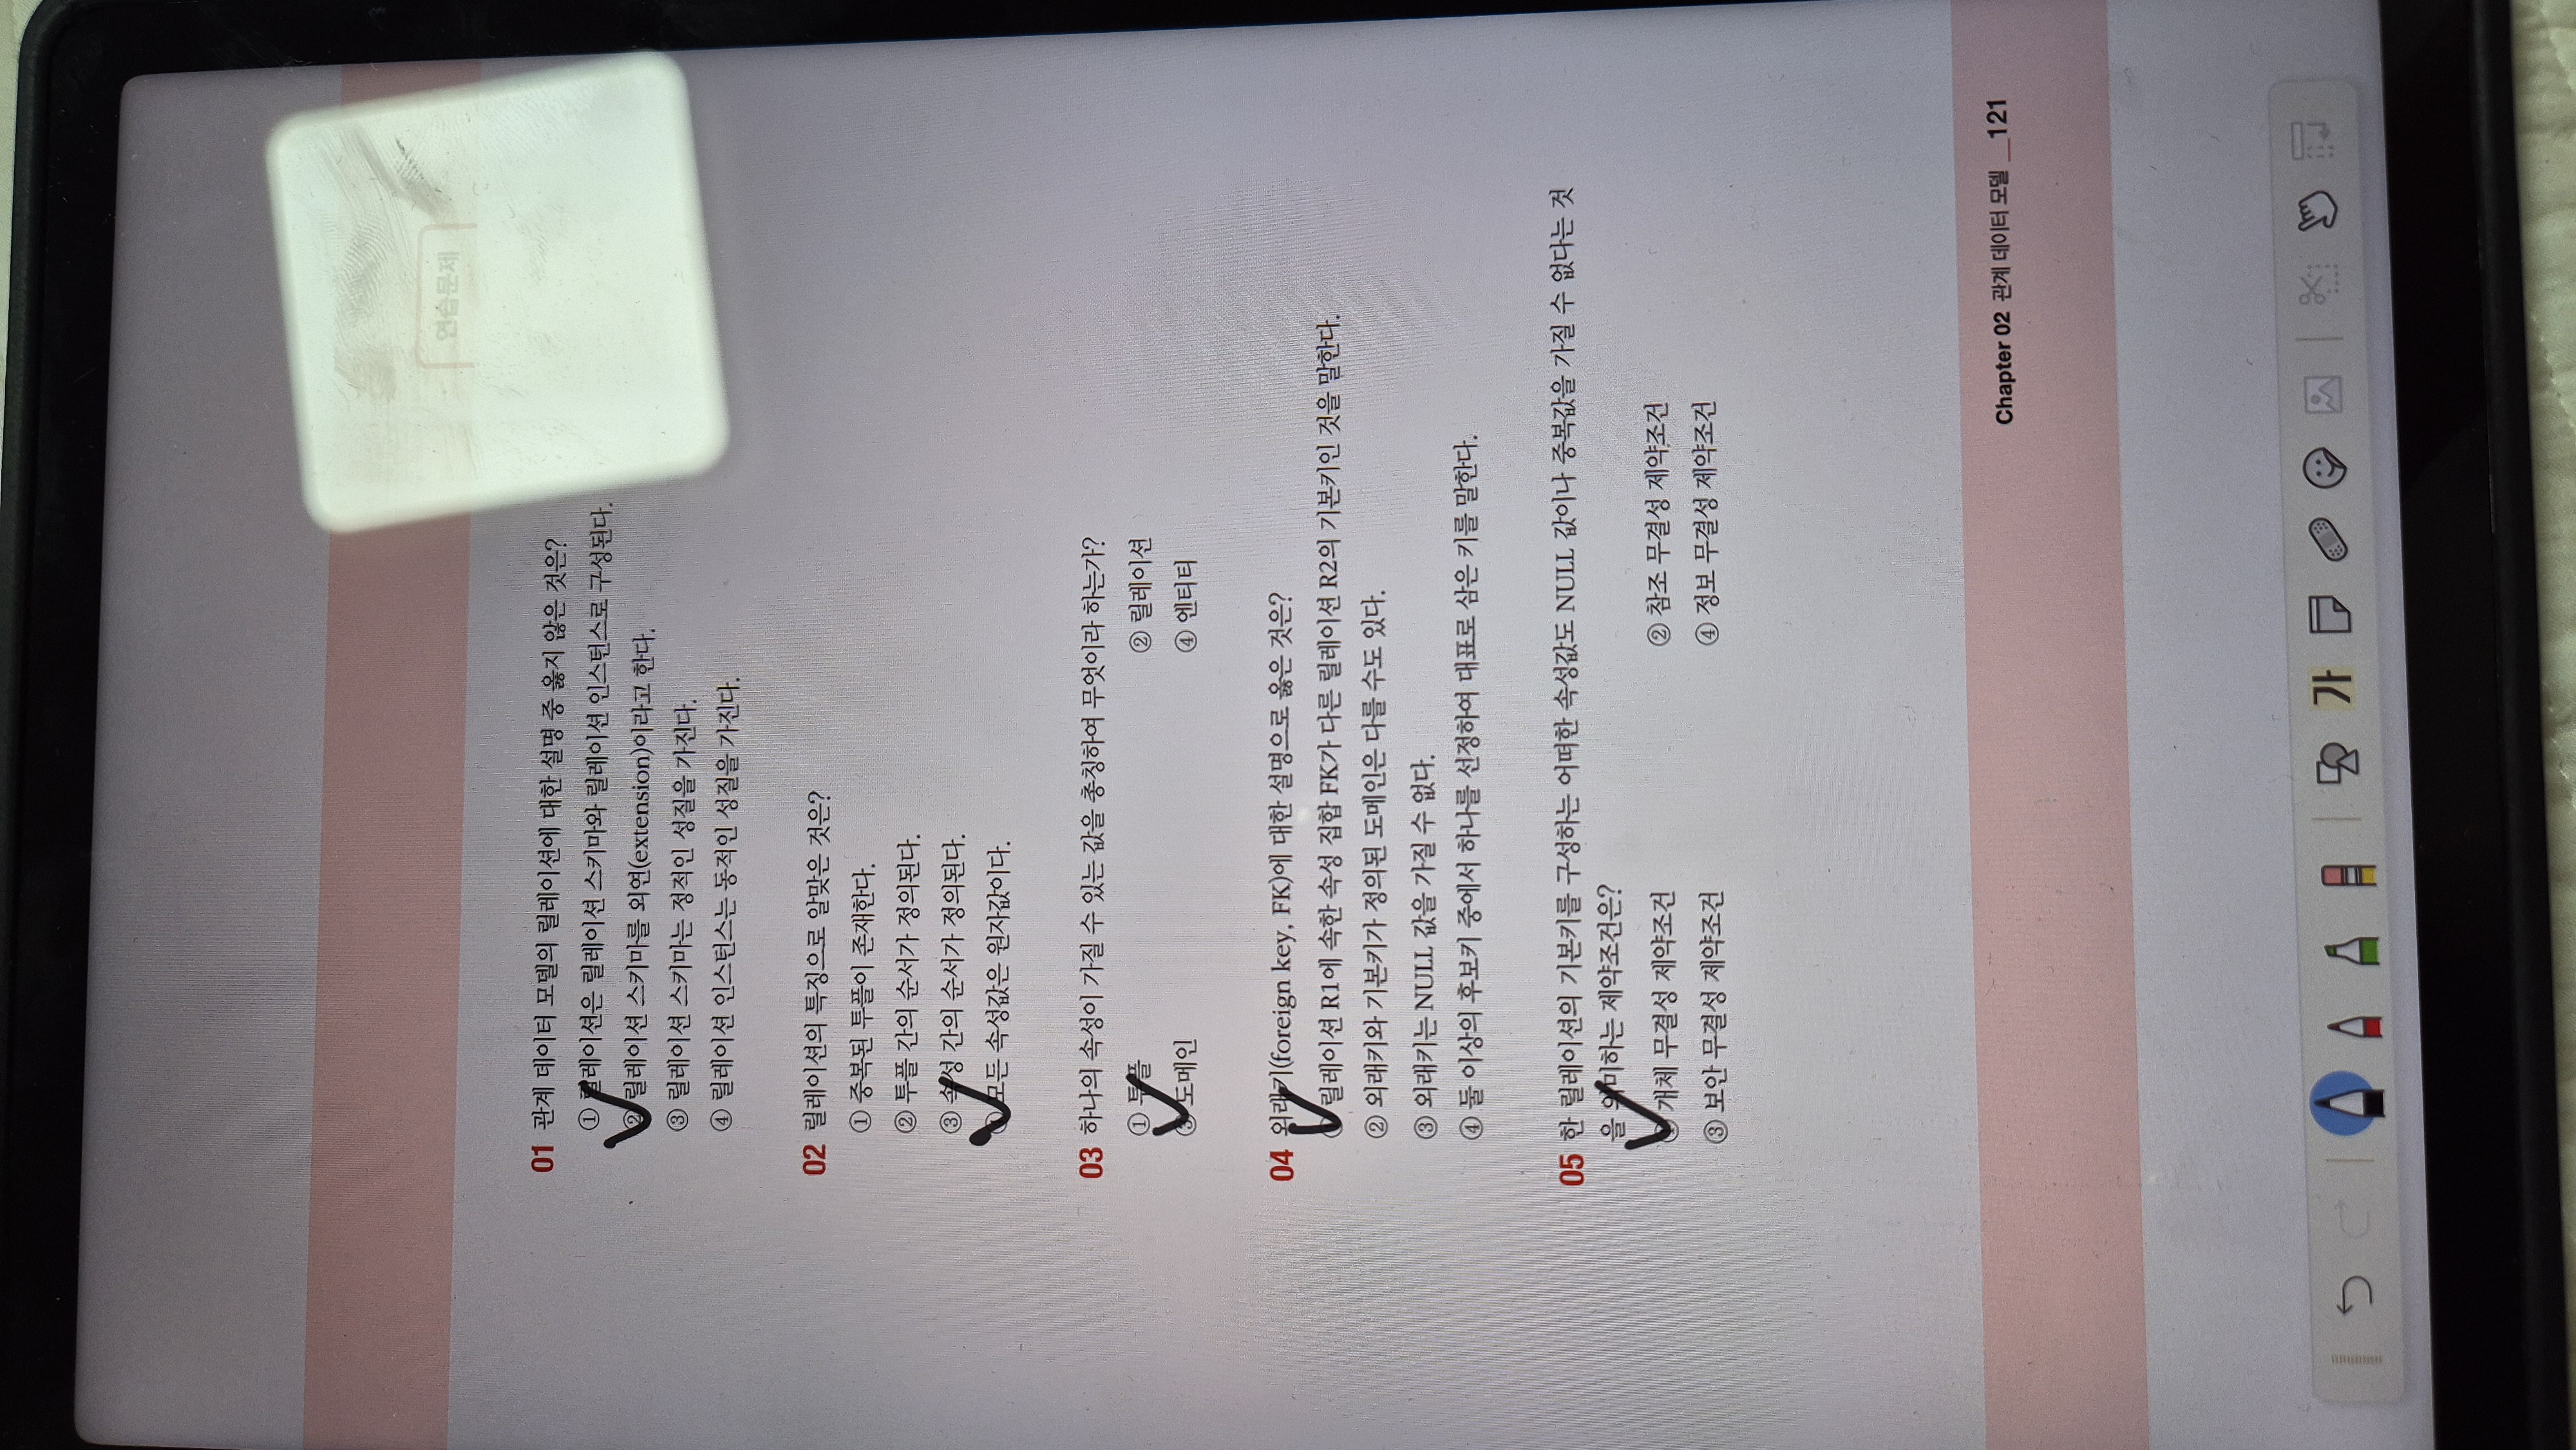 연습문제
01 관계 데이터 모델의 릴레이션에 대한 설명 중 옳지 않은 것은?
① 릴레이션은 릴레이션 스키마와 릴레이션 인스턴스로 구성된다.
② 릴레이션 스키마를 외연(extension)이라고 한다.
③ 릴레이션 스키마는 정적인 성질을 가진다.
④ 릴레이션 인스턴스는 동적인 성질을 가진다.
02 릴레이션의 특징으로 알맞은 것은?
① 중복된 투플이 존재한다.
② 투플 간의 순서가 정의된다.
③ 속성 간의 순서가 정의된다.
④ 모든 속성값은 원자값이다.
03 하나의 속성이 가질 수 있는 값을 총칭하여 무엇이라 하는가?
① 투플 ② 릴레이션
③ 도메인 ④ 엔티티
04 외래키(foreign key, FK)에 대한 설명으로 옳은 것은?
① 릴레이션 R1에 속한 속성 집합 FK가 다른 릴레이션 R2의 기본키인 것을 말한다.
② 외래키와 기본키가 정의된 도메인은 다를 수도 있다.
③ 외래키는 NULL 값을 가질 수 없다.
④ 둘 이상의 후보키 중에서 하나를 선정하여 대표로 삼은 키를 말한다.
05 한 릴레이션의 기본키를 구성하는 어떠한 속성값도 NULL 값이나 중복값을 가질 수 없다는 것
을 의미하는 제약조건은?
① 개체 무결성 제약조건 ② 참조 무결성 제약조건
③ 보안 무결성 제약조건 ④ 정보 무결성 제약조건
Chapter 02 관계 데이터 모델 __121
가